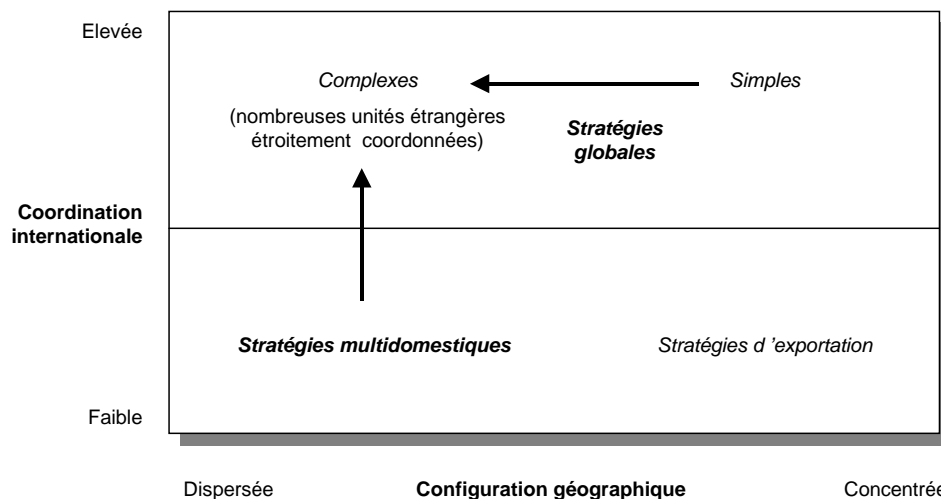 Elevée
Complexes
Simples
(nombreuses unités étrangères
étroitement coordonnées)
Stratégies
globales
Coordination
internationale
Stratégies multidomestiques
Stratégies d ’exportation
Faible
Dispersée
Configuration géographique
Concentrée